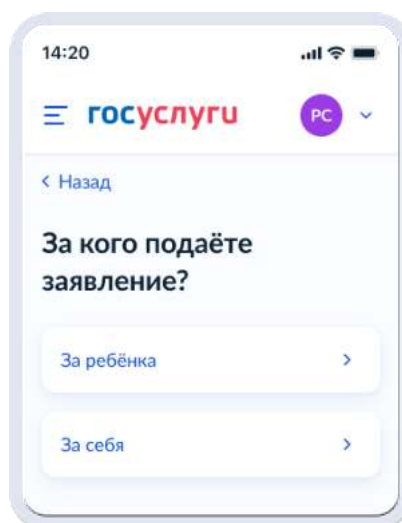 14:20
госуслуги
РС
Назад
За кого подаёте
заявление?
За ребёнка
За себя